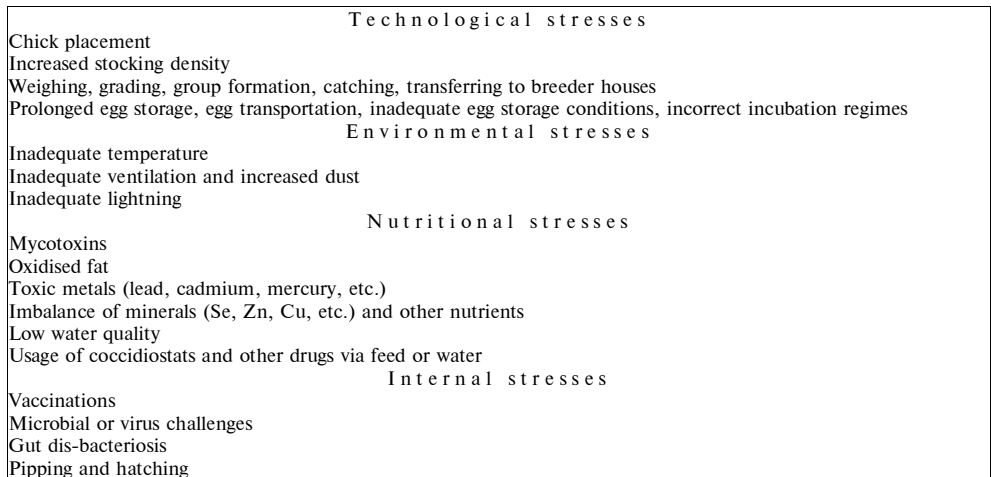 Technological stresses
Chick placement
Increased stocking density
Weighing, grading, group formation, catching, transferring to breeder houses
Prolonged egg storage, egg transportation, inadequate egg storage conditions, incorrect incubation regimes
Environmental stresses
Inadequate temperature
Inadequate ventilation and increased dust
Inadequate lightning
Nutritional stresses
Mycotoxins
Oxidised fat
Toxic metals (lead, cadmium, mercury, etc.)
Imbalance of minerals (Se, Zn, Cu, etc.) and other nutrients
Low water quality
Usage of coccidiostats and other drugs via feed or water
Internal stresses
Vaccinations
Microbial or virus challenges
Gut dis-bacteriosis
Pipping and hatching